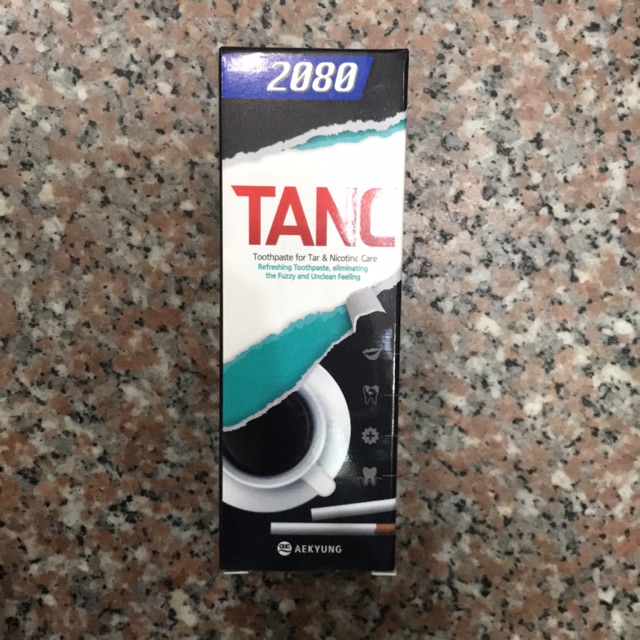 2080
TANC
Toothpaste for Tar & Nicotine Care
Refreshing Toothpaste, eliminating
the Fuzzy and Unclean Feeling
AEKYUNG